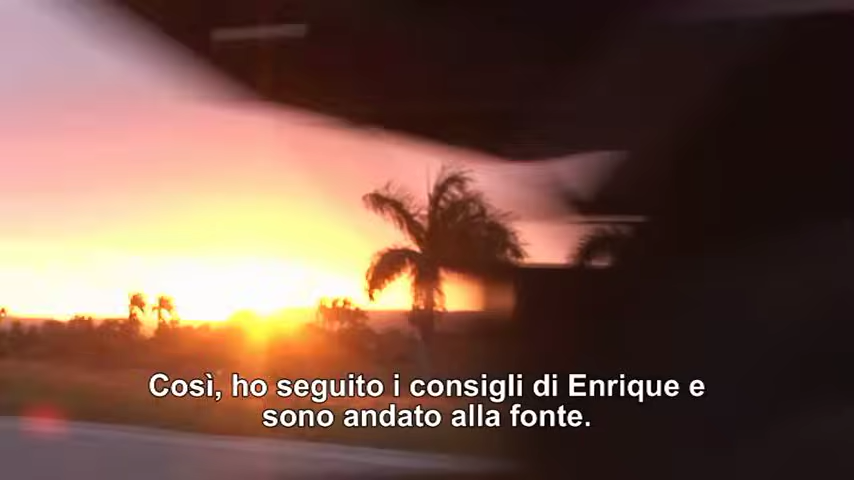 Così, ho seguito i consigli di Enrique e
sono andato alla fonte.